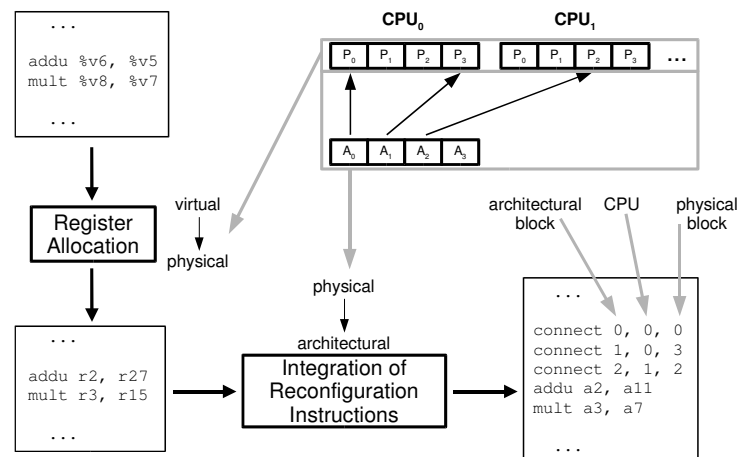 ...
addu %v6, %v5
mult %v8, %v7
...
CPU0 CPU1
P0 P1 P2 P3 P0 P1 P2 P3 ...
A0 A1 A2 A3
Register
Allocation
virtual
physical
physical
architectural
architectural
block
CPU
physical
block
...
addu r2, r27
mult r3, r15
...
Integration of
Reconfiguration
Instructions
...
connect 0, 0, 0
connect 1, 0, 3
connect 2, 1, 2
addu a2, a11
mult a3, a7
...